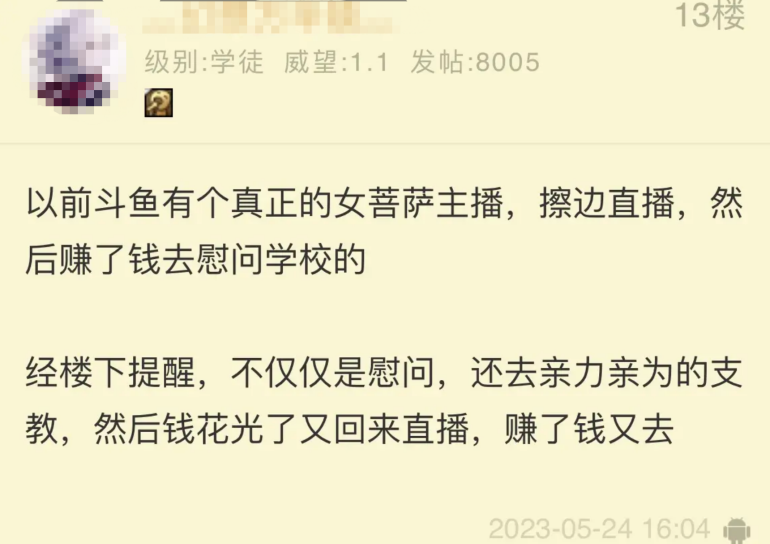 13楼
级别:学徒 威望:1.1 发帖:8005
以前斗鱼有个真正的女菩萨主播，擦边直播，然
后赚了钱去慰问学校的
经楼下提醒，不仅仅是慰问，还去亲力亲为的支
教，然后钱花光了又回来直播，赚了钱又去
2023-05-24 16:04